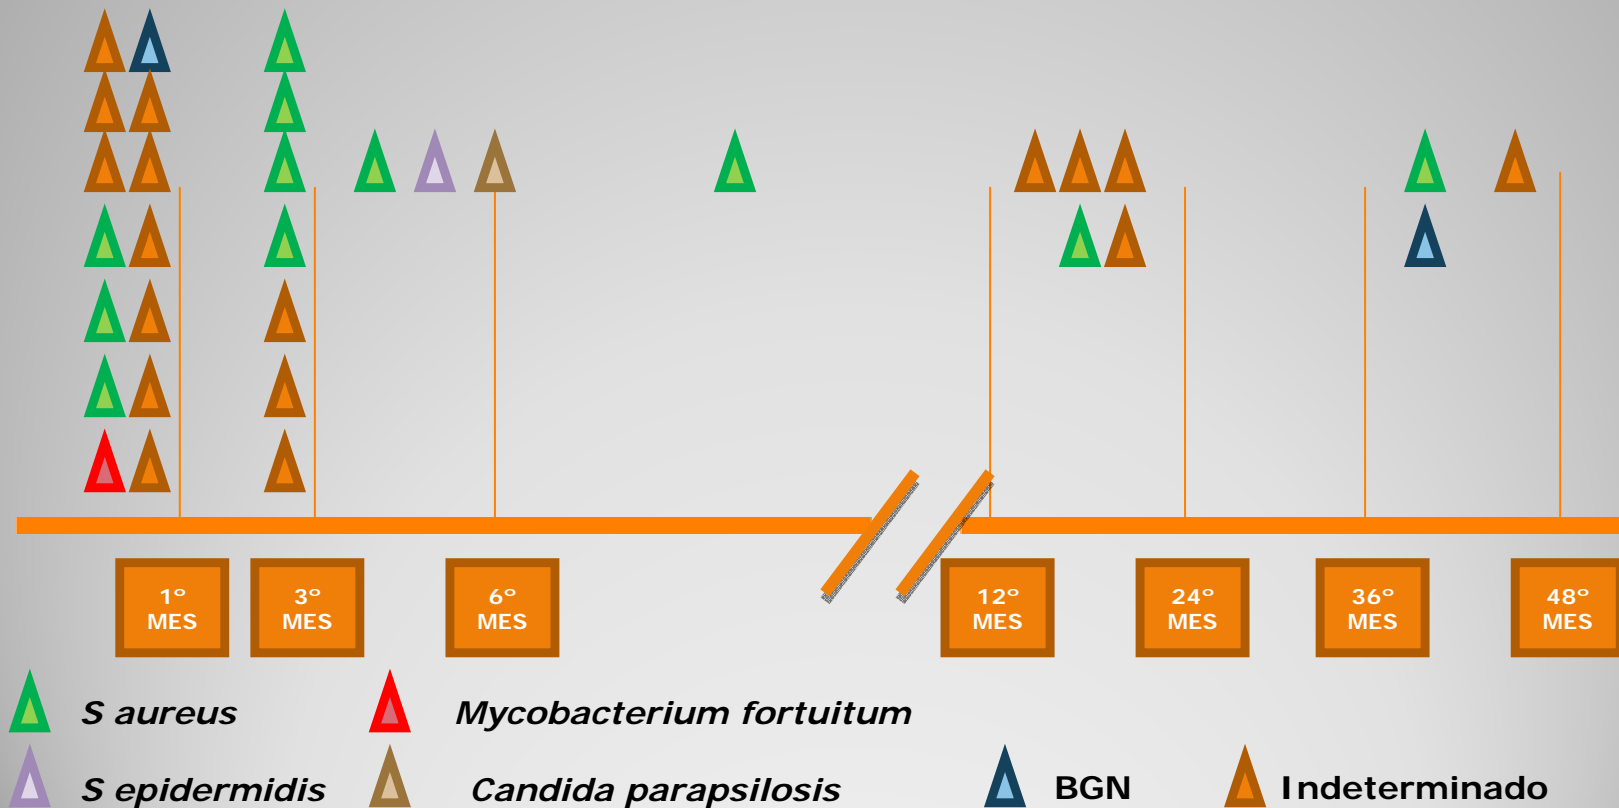 1º
MES
3º
MES
6º
MES
12º
MES
24º
MES
36º
MES
48º
MES
S aureus
Mycobacterium fortuitum
S epidermidis
Candida parapsilosis
BGN
Indeterminado